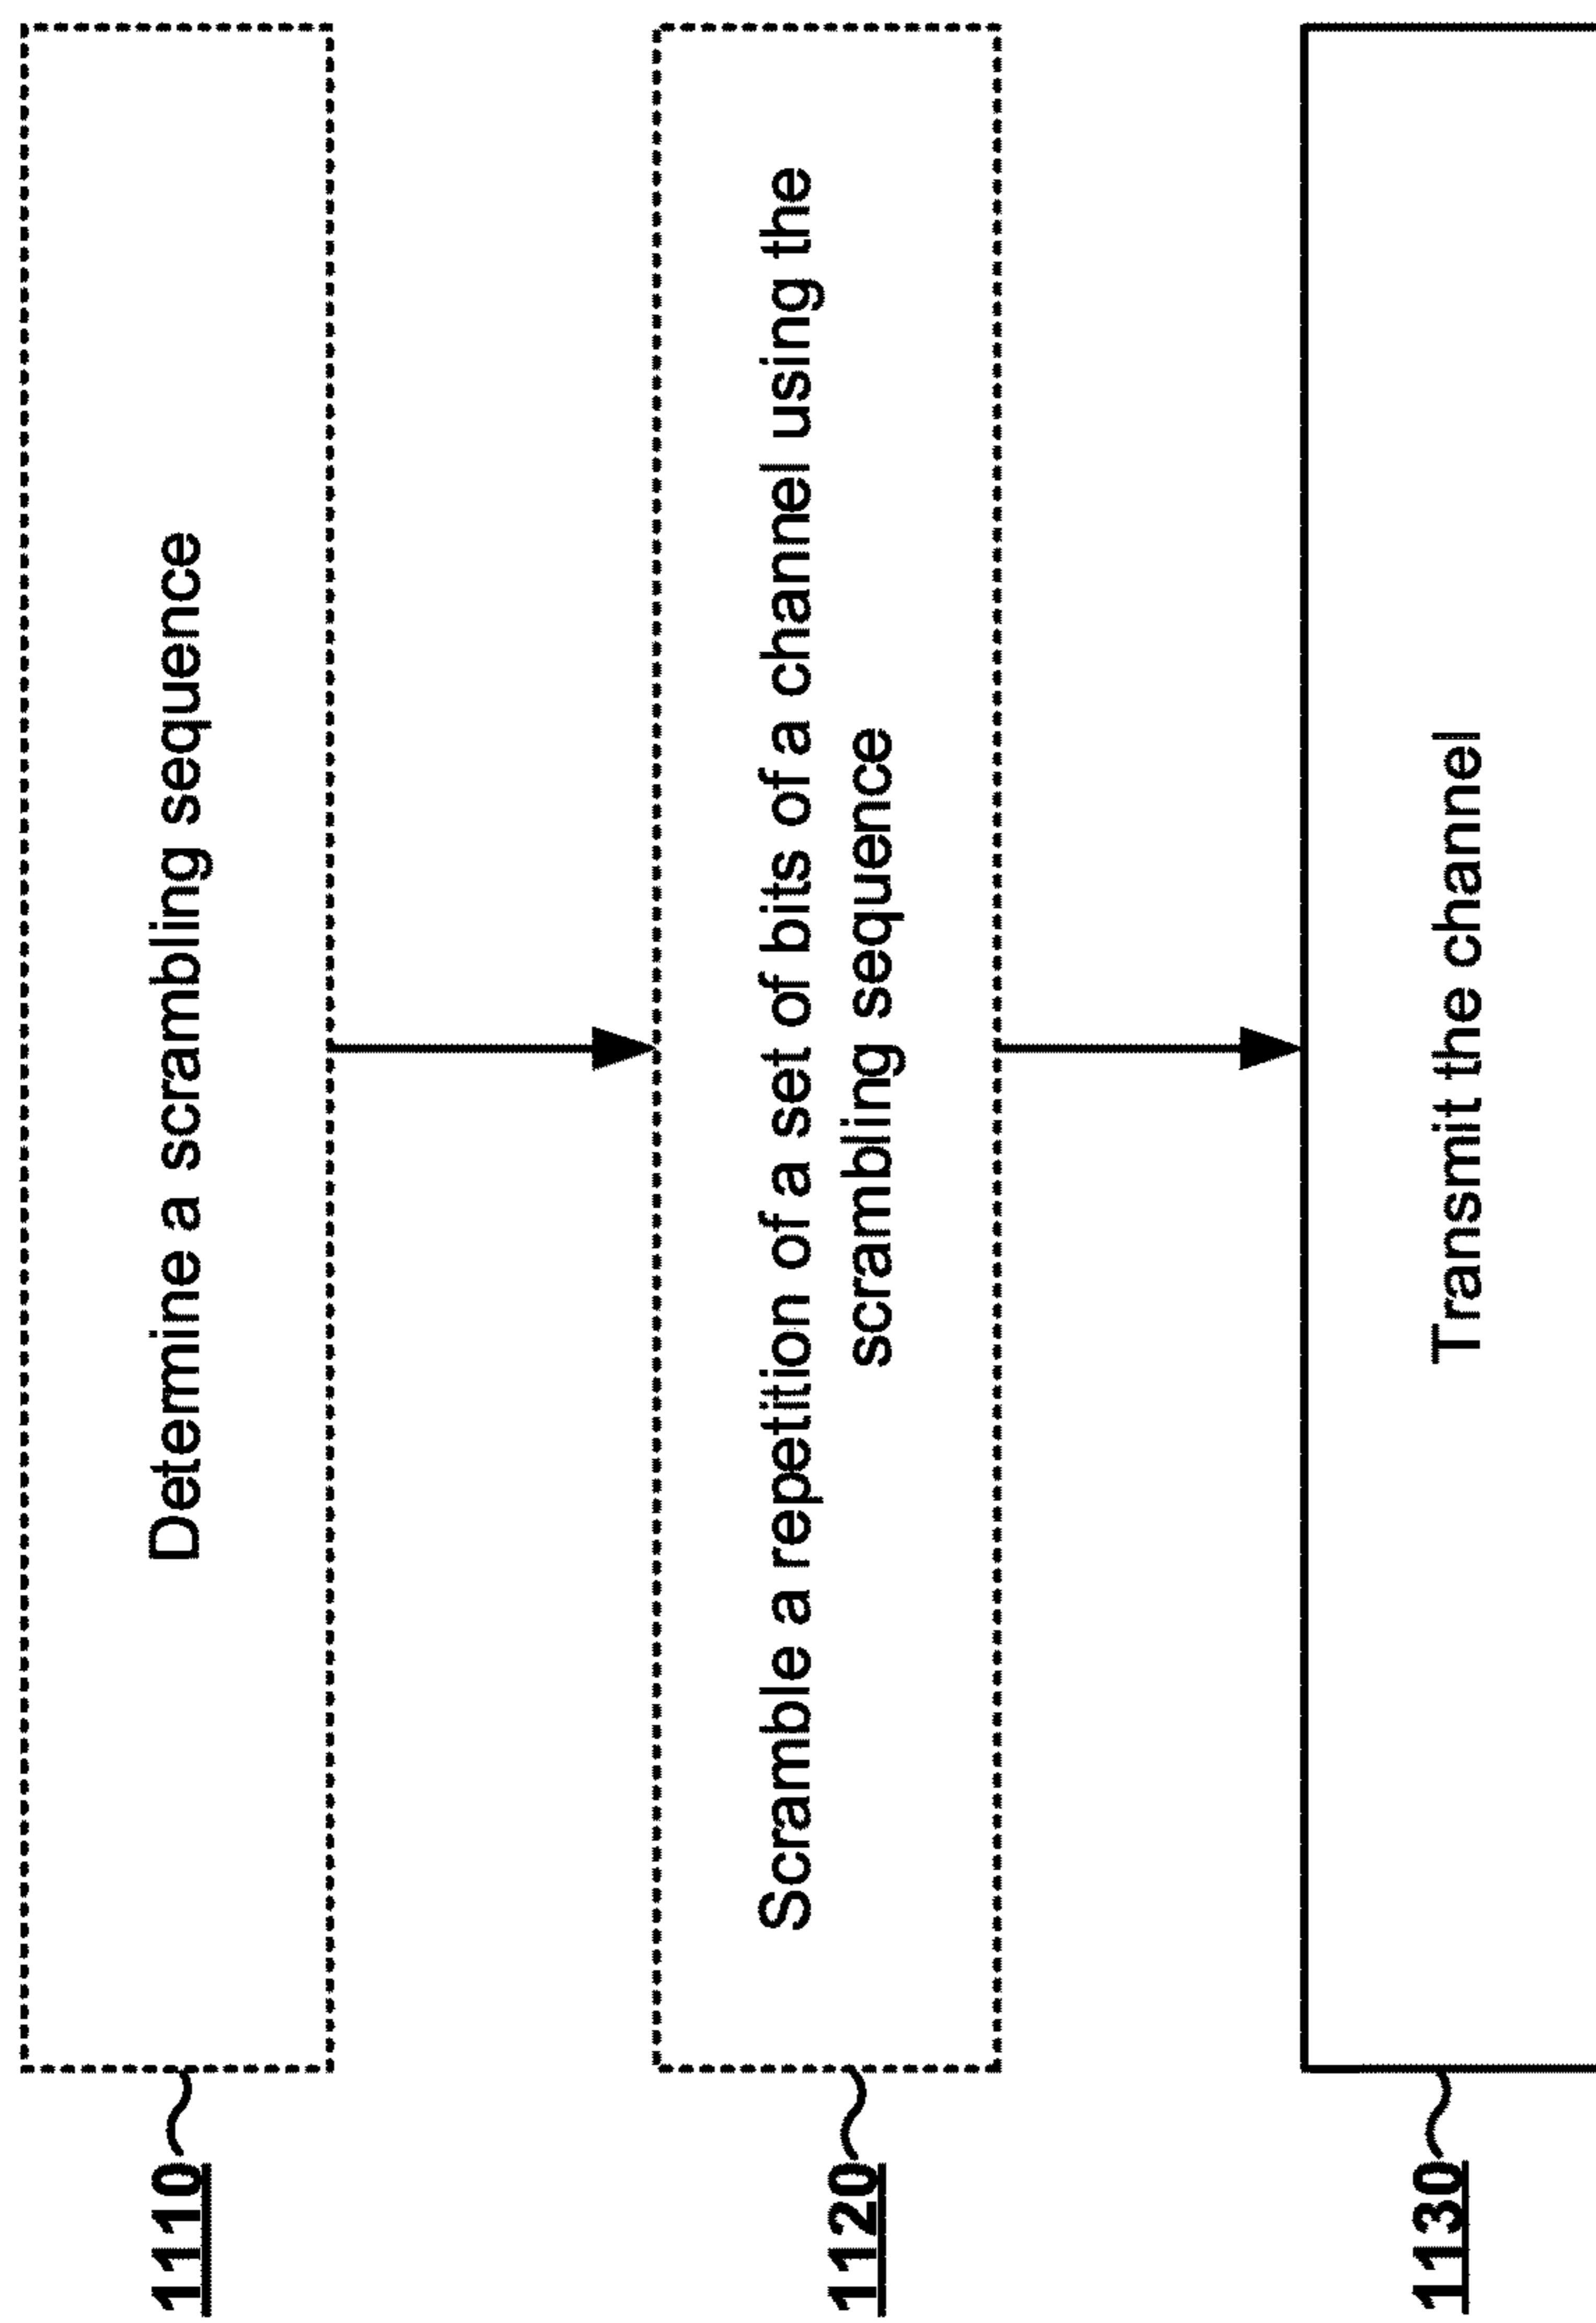 1110
Determine a scrambling sequence
1120
Scramble a repetition of a set of bits of a channel using the
scrambling sequence
1130
Transmit the channel